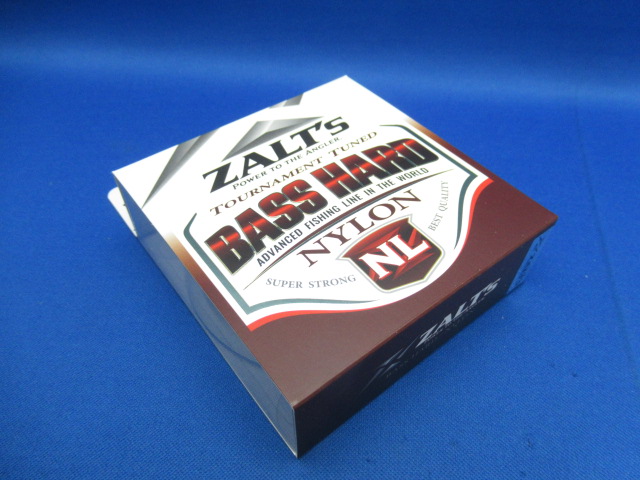 ZALT'S
POWER TO THE ANGLER
TOURNAMENT TUNED
BASS HARD
ADVANCED FISHING LINE IN THE WORLD
NYLON
NL
SUPER STRONG
BEST QUALITY
ZALT'S